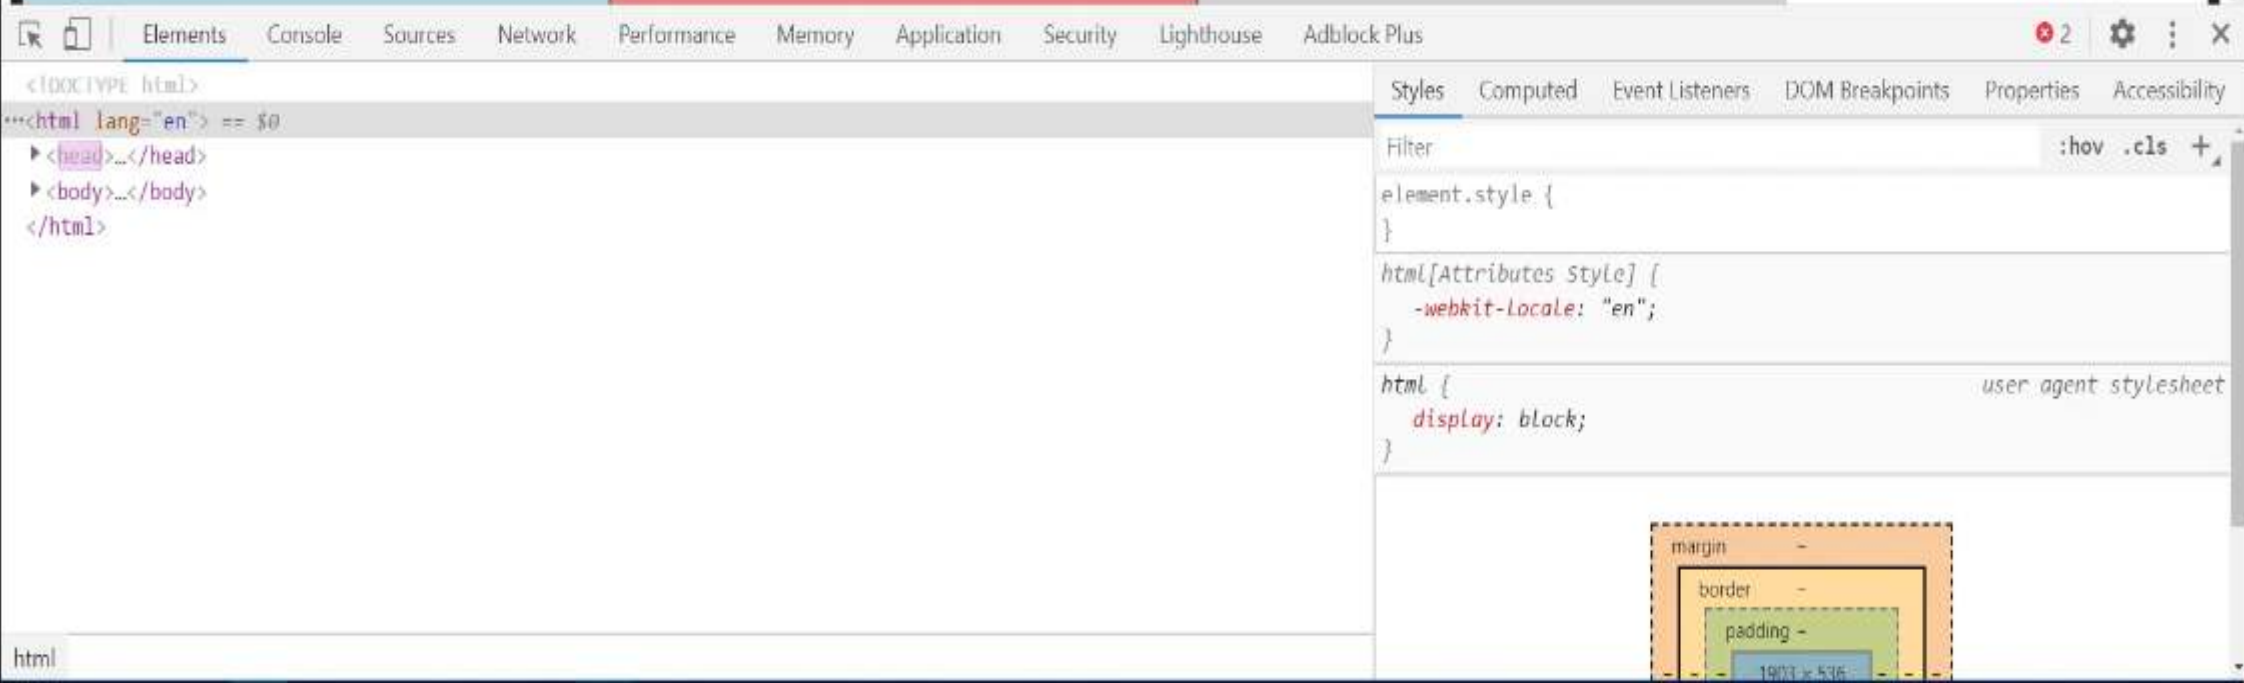 Elements Console Sources Network Performance Memory Application Security Lighthouse Adblock Plus 2
<!DOCTYPE html>
…<html lang="en"> == $0
<head>…</head>
<body>…</body>
</html>
html
Styles Computed Event Listeners DOM Breakpoints Properties Accessibility
Filter :hov .cls +
element.style {
}
html[Attributes Style] {
-webkit-locale: "en";
}
html { user agent stylesheet
display: block;
}
margin -
border -
padding -
- - - 1903 × 536 - - -